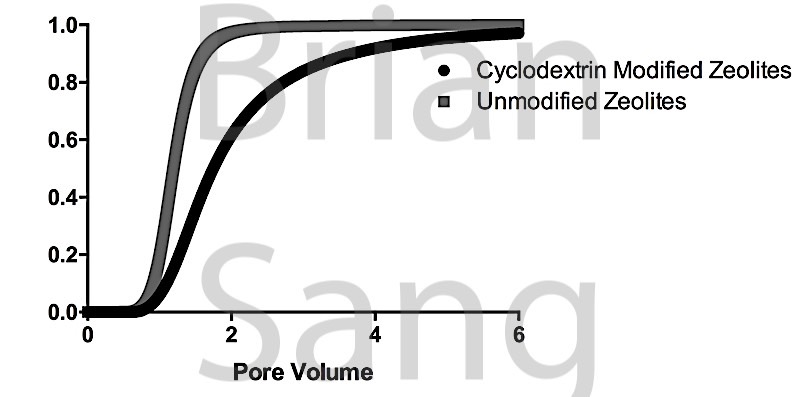 1.0
0.8
0.6
0.4
0.2
0.0
0 2 4 6
Pore Volume
Cyclodextrin Modified Zeolites
Unmodified Zeolites
Brian
Sang